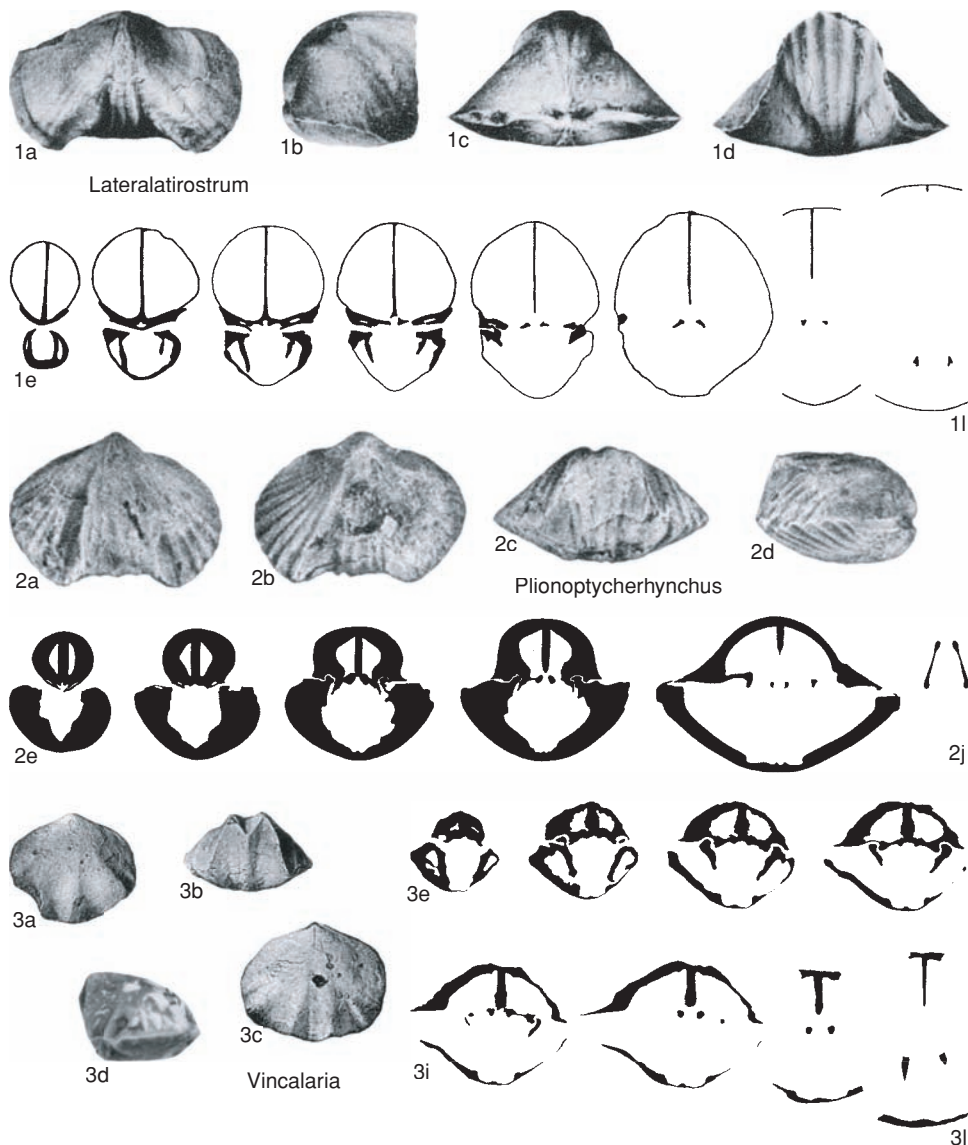 1a
1b
1c
1d
Lateralatirostrum
1e
1l
2a
2b
2c
2d
Plionoptycherhynchus
2e
2j
3a
3b
3e
3d
3c
Vincalaria
3i
3l